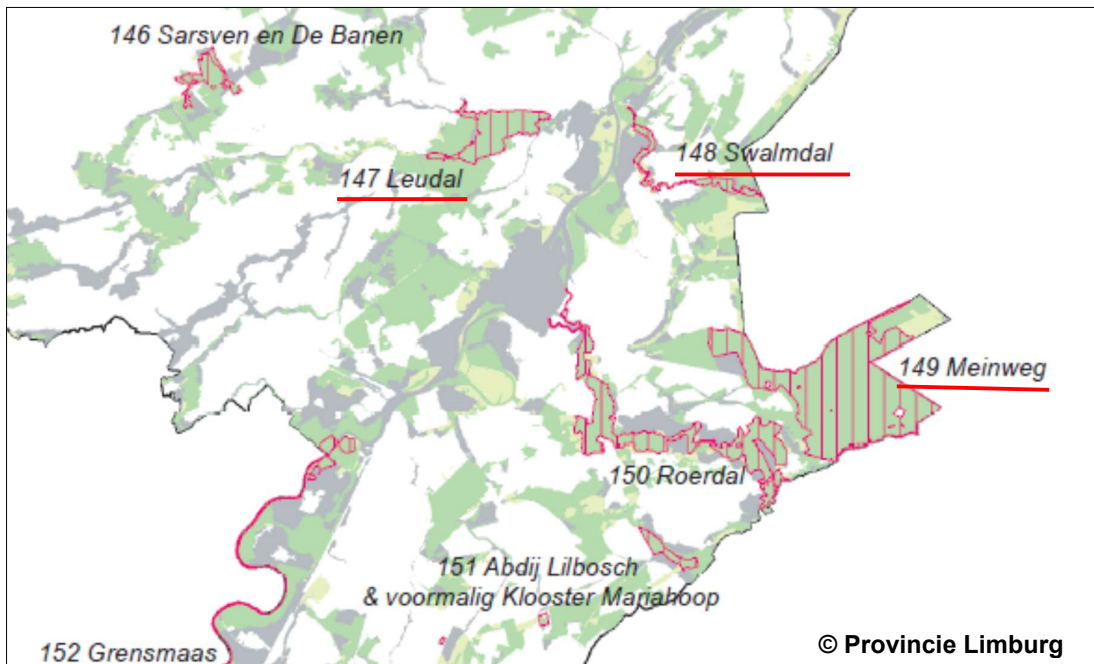 146 Sarsven en De Banen
147 Leudal
148 Swalmdal
149 Meinweg
150 Roerdal
151 Abdij Lilbosch
& voormalig Klooster Mariahoop
152 Grensmaas
© Provincie Limburg